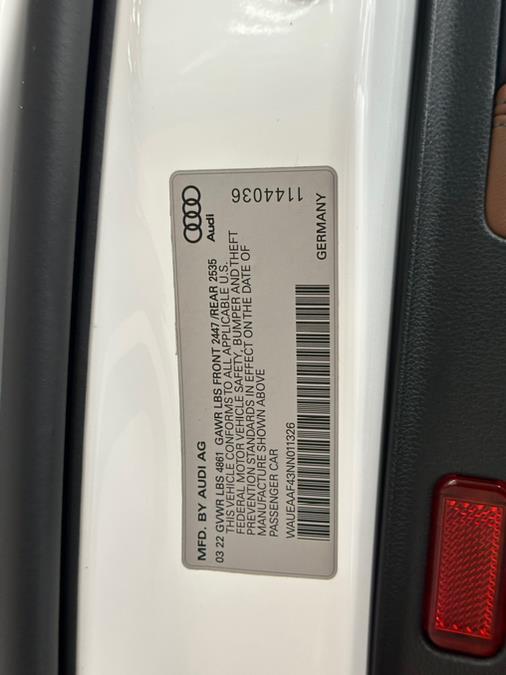 MFD. BY AUDI AG
Audi
03 22 GVWR LBS 4861 GAWR LBS FRONT 2447/REAR 2535
THIS VEHICLE CONFORMS TO ALL APPLICABLE U.S.
FEDERAL MOTOR VEHICLE SAFETY, BUMPER AND THEFT
PREVENTION STANDARDS IN EFFECT ON THE DATE OF
MANUFACTURE SHOWN ABOVE
PASSENGER CAR
WAUEAAF43NN011326
1144036
GERMANY